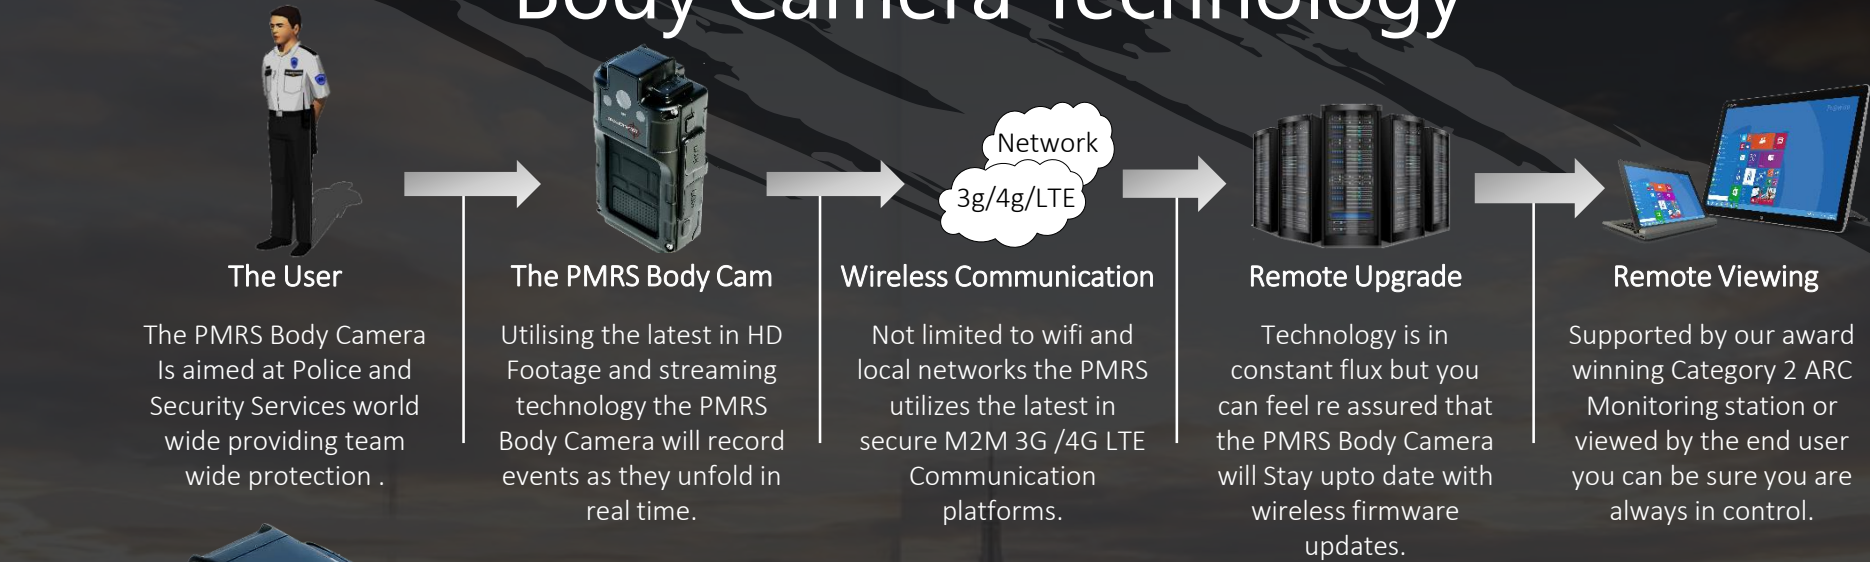 Body Camera Technology
Network
3g/4g/LTE
The User
The PMRS Body Camera
Is aimed at Police and
Security Services world
wide providing team
wide protection .
The PMRS Body Cam
Utilising the latest in HD
Footage and streaming
technology the PMRS
Body Camera will record
events as they unfold in
real time.
Wireless Communication
Not limited to wifi and
local networks the PMRS
utilizes the latest in
secure M2M 3G /4G LTE
Communication
platforms.
Remote Upgrade
Technology is in
constant flux but you
can feel re assured that
the PMRS Body Camera
will Stay upto date with
wireless firmware
updates.
Remote Viewing
Supported by our award
winning Category 2 ARC
Monitoring station or
viewed by the end user
you can be sure you are
always in control.